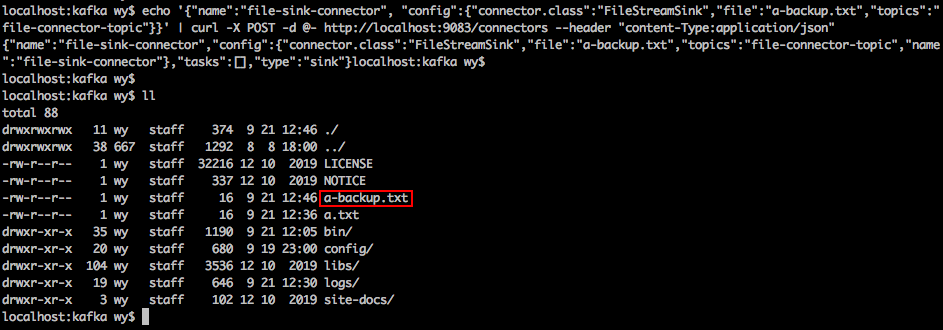 localhost:kafka wy$ echo '{"name":"file-sink-connector", "config":{"connector.class":"FileStreamSink","file":"a-backup.txt","topics":"
file-connector-topic"}}' | curl -X POST -d @- http://localhost:9083/connectors --header "content-Type:application/json"
{"name":"file-sink-connector","config":{"connector.class":"FileStreamSink","file":"a-backup.txt","topics":"file-connector-topic","name
":"file-sink-connector"},"tasks":[],"type":"sink"}localhost:kafka wy$
localhost:kafka wy$
localhost:kafka wy$ ll
total 88
drwxrwxrwx 11 wy staff 374 9 21 12:46 ./
drwxrwxrwx 38 667 staff 1292 8 8 18:00 ../
-rw-r--r-- 1 wy staff 32216 12 10 2019 LICENSE
-rw-r--r-- 1 wy staff 337 12 10 2019 NOTICE
-rw-r--r-- 1 wy staff 16 9 21 12:46 a-backup.txt
-rw-r--r-- 1 wy staff 16 9 21 12:36 a.txt
drwxr-xr-x 35 wy staff 1190 9 21 12:05 bin/
drwxr-xr-x 20 wy staff 680 9 19 23:00 config/
drwxr-xr-x 104 wy staff 3536 12 10 2019 libs/
drwxr-xr-x 19 wy staff 646 9 21 12:30 logs/
drwxr-xr-x 3 wy staff 102 12 10 2019 site-docs/
localhost:kafka wy$